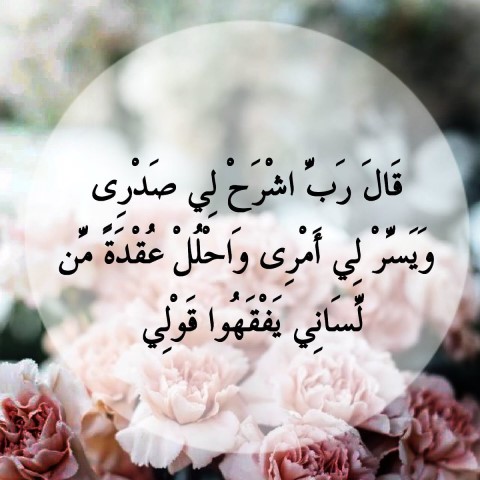 قَالَ رَبِّ اشْرَحْ لِي صَدْرِى
وَيَسِّرْ لِي أَمْرِى وَاحْلُلْ عُقْدَةً مِّن
لِّسَانِي يَفْقَهُوا قَوْلِي